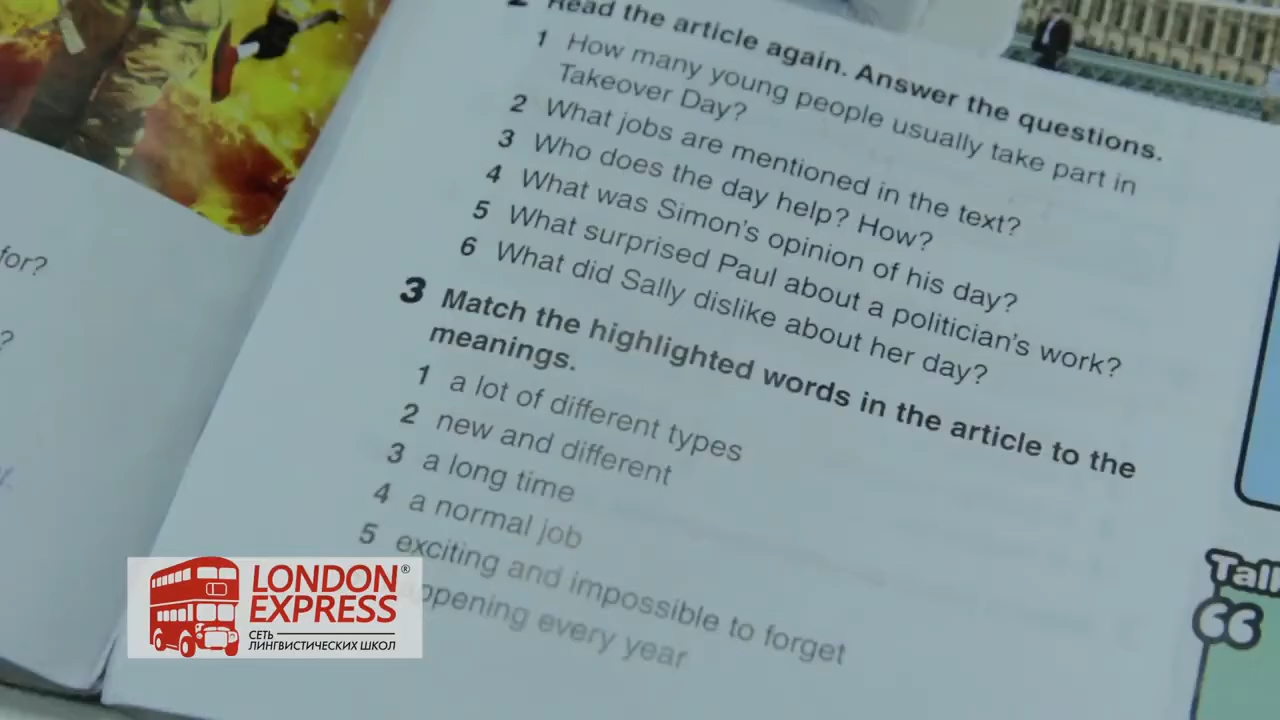 2 Read the article again. Answer the questions.
1 How many young people usually take part in
Takeover Day?
2 What jobs are mentioned in the text?
3 Who does the day help? How?
4 What was Simon's opinion of his day?
5 What surprised Paul about a politician's work?
6 What did Sally dislike about her day?
3 Match the highlighted words in the article to the
meanings.
1 a lot of different types
2 new and different
3 a long time
4 a normal job
5 exciting and impossible to forget
ppening every year
for?
?
Tal
66
LONDON®
EXPRESS
СЕТЬ
ЛИНГВИСТИЧЕСКИХ ШКОЛ